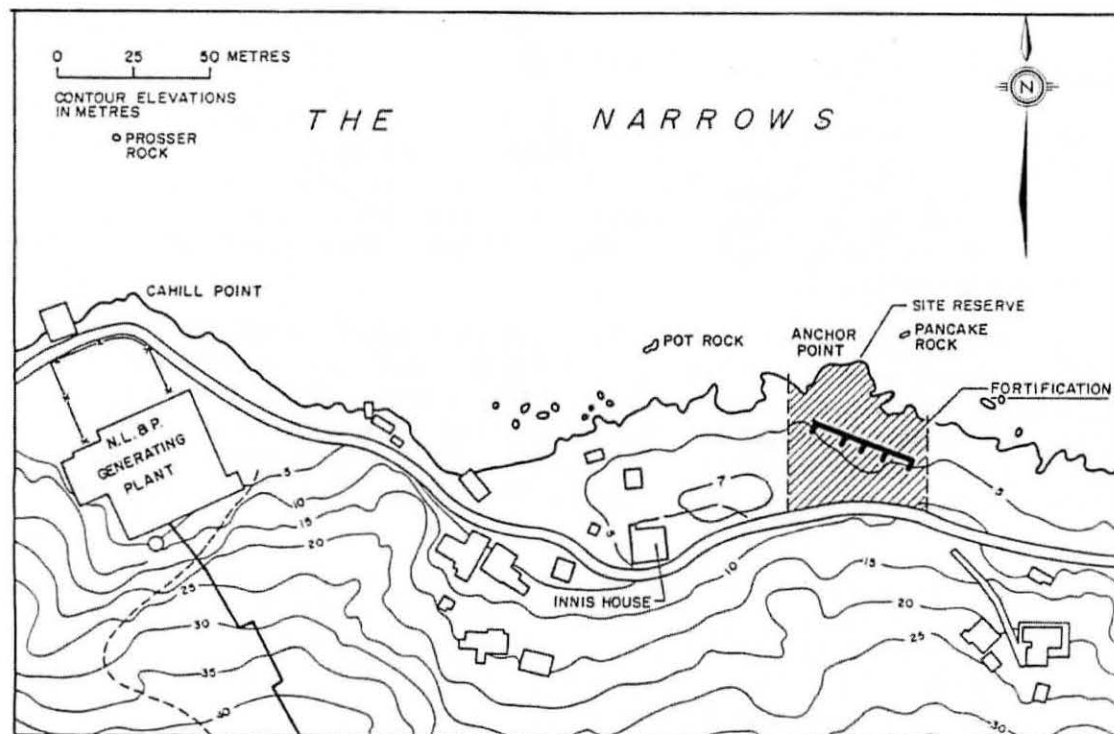 0 25 50 METRES
CONTOUR ELEVATIONS
IN METRES
PROSSER
ROCK
THE NARROWS
N
CAHILL POINT
SITE RESERVE
POT ROCK
ANCHOR
POINT
PANCAKE
ROCK
FORTIFICATION
N.L. & P.
GENERATING
PLANT
5
10
15
20
25
30
35
40
7
5
INNIS HOUSE
10
5
15
20
25
30